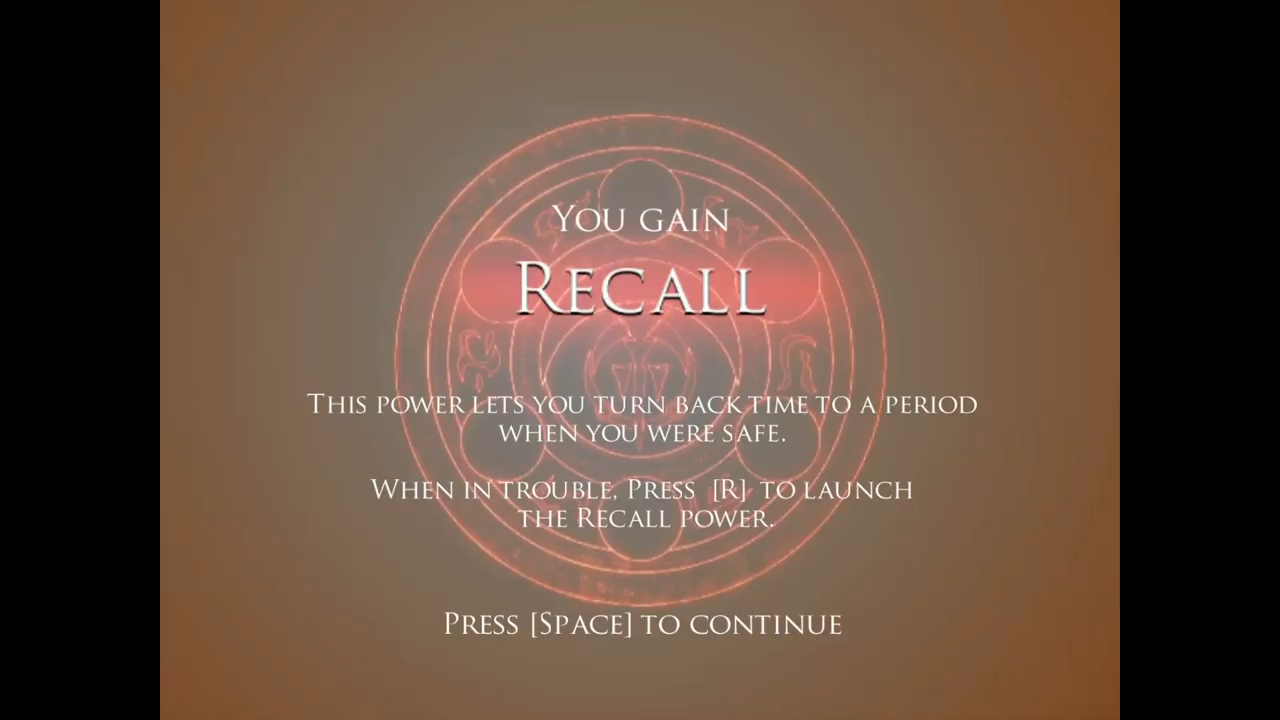 You gain
Recall
This power lets you turn back time to a period
when you were safe.
When in trouble, Press [R] to launch
the Recall power.
Press [Space] to continue